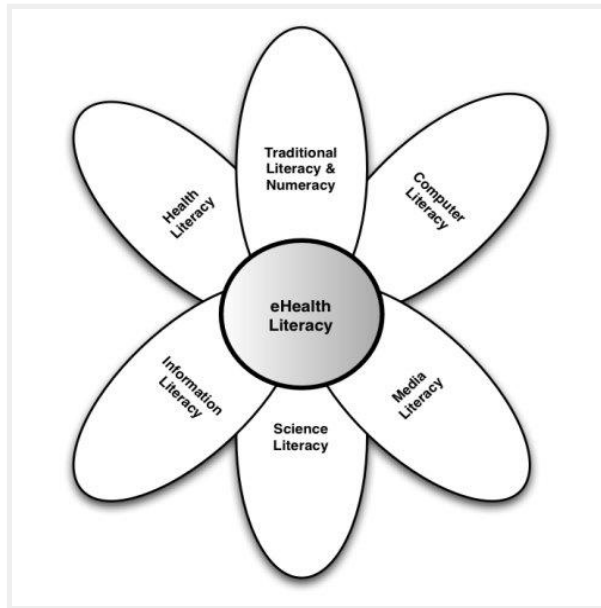 Traditional
Literacy &
Numeracy
Health
Literacy
Computer
Literacy
eHealth
Literacy
Information
Literacy
Media
Literacy
Science
Literacy